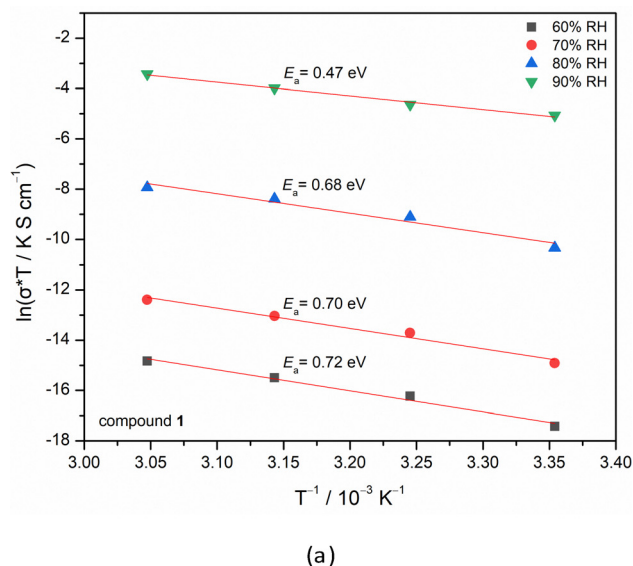 60% RH
70% RH
80% RH
90% RH
-2
-4
-6
-8
-10
-12
-14
-16
-18
ln(σ*T / K S cm⁻¹)
Eₐ = 0.47 eV
Eₐ = 0.68 eV
Eₐ = 0.70 eV
Eₐ = 0.72 eV
compound 1
3.00 3.05 3.10 3.15 3.20 3.25 3.30 3.35 3.40
T⁻¹ / 10⁻³ K⁻¹
(a)